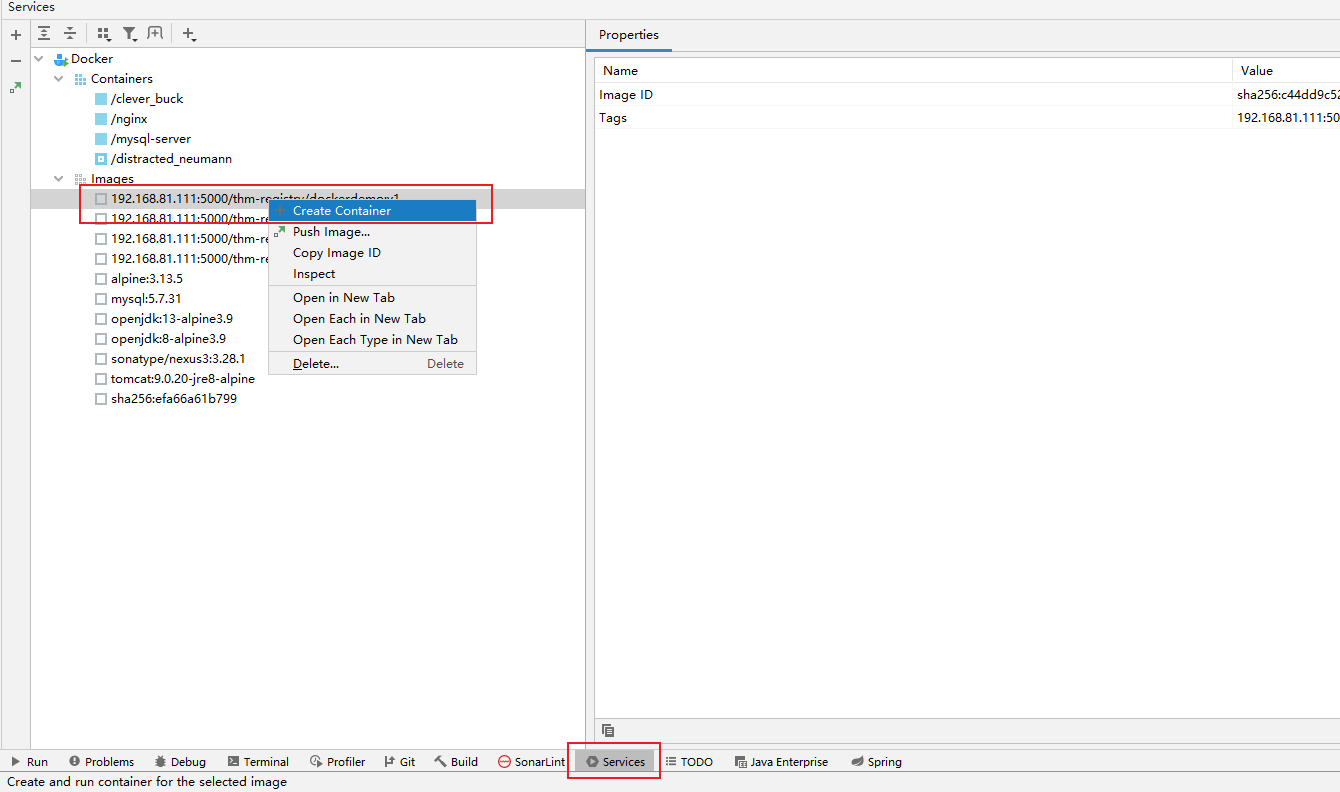 Services
Docker
Containers
/clever_buck
/nginx
/mysql-server
/distracted_neumann
Images
192.168.81.111:5000/thm-registry/dockerdemo:v1
192.168.81.111:5000/thm-re
192.168.81.111:5000/thm-re
192.168.81.111:5000/thm-re
alpine:3.13.5
mysql:5.7.31
openjdk:13-alpine3.9
openjdk:8-alpine3.9
sonatype/nexus3:3.28.1
tomcat:9.0.20-jre8-alpine
sha256:efa66a61b799
Create Container
Push Image...
Copy Image ID
Inspect
Open in New Tab
Open Each in New Tab
Open Each Type in New Tab
Delete... Delete
Properties
Name Value
Image ID sha256:c44dd9c52
Tags 192.168.81.111:50
Run Problems Debug Terminal Profiler Git Build SonarLint Services TODO Java Enterprise Spring
Create and run container for the selected image